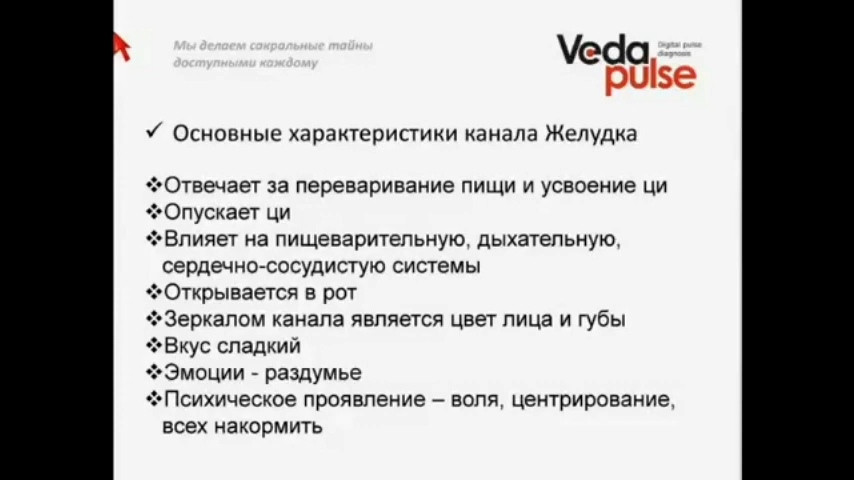 Мы делаем сакральные тайны
доступными каждому
Veda
pulse
Digital pulse
diagnosis
✓ Основные характеристики канала Желудка
❖Отвечает за переваривание пищи и усвоение ци
❖Опускает ци
❖Влияет на пищеварительную, дыхательную,
сердечно-сосудистую системы
❖Открывается в рот
❖Зеркалом канала является цвет лица и губы
❖Вкус сладкий
❖Эмоции - раздумье
❖Психическое проявление – воля, центрирование,
всех накормить